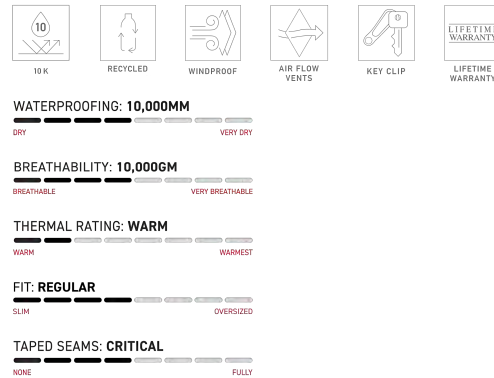 10
LIFETIME
WARRANTY
10K
RECYCLED
WINDPROOF
AIR FLOW
VENTS
KEY CLIP
LIFETIME
WARRANTY
WATERPROOFING: 10,000MM
DRY VERY DRY
BREATHABILITY: 10,000GM
BREATHABLE VERY BREATHABLE
THERMAL RATING: WARM
WARM WARMEST
FIT: REGULAR
SLIM OVERSIZED
TAPED SEAMS: CRITICAL
NONE FULLY